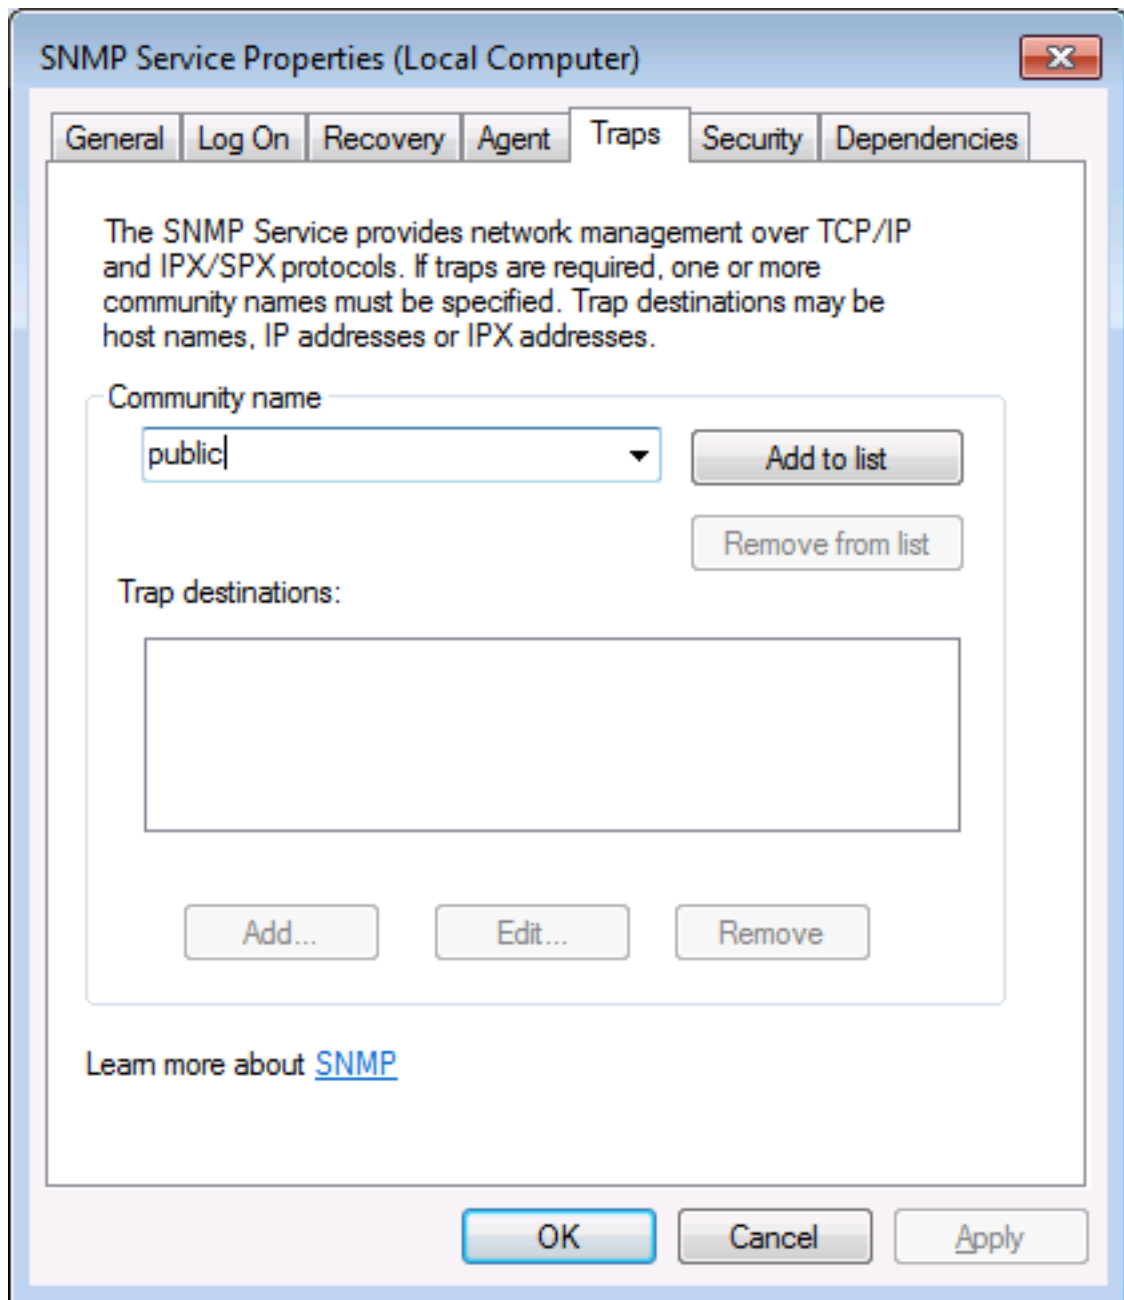 SNMP Service Properties (Local Computer)
General Log On Recovery Agent Traps Security Dependencies
The SNMP Service provides network management over TCP/IP
and IPX/SPX protocols. If traps are required, one or more
community names must be specified. Trap destinations may be
host names, IP addresses or IPX addresses.
Community name
public Add to list
Remove from list
Trap destinations:
Add... Edit... Remove
Learn more about SNMP
OK Cancel Apply